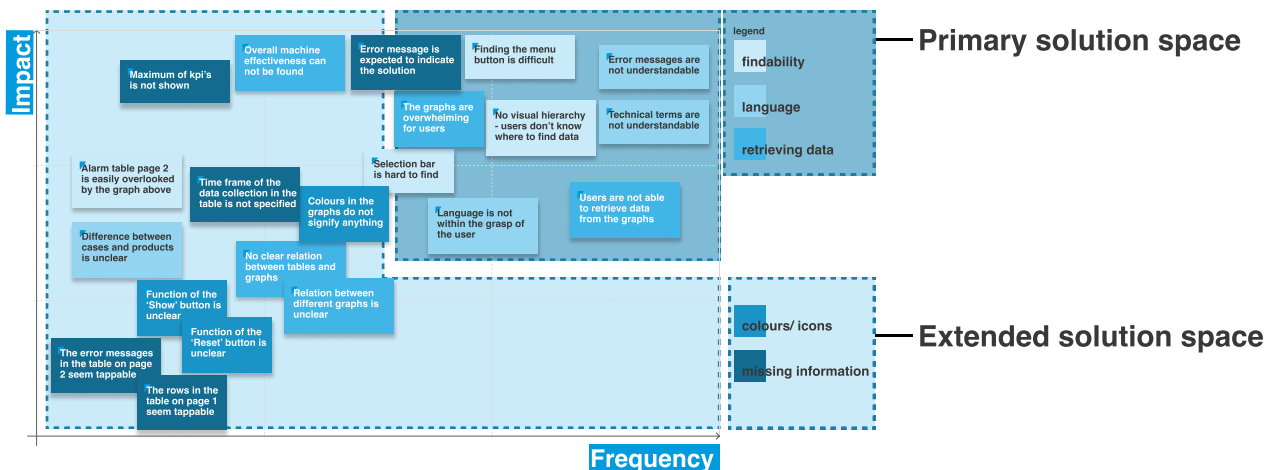 Impact
Overall machine
effectiveness can
not be found
Error message is
expected to indicate
the solution
Finding the menu
button is difficult
Error messages are
not understandable
Maximum of kpi's
is not shown
The graphs are
overwhelming
for users
No visual hierarchy
- users don't know
where to find data
Technical terms are
not understandable
Alarm table page 2
is easily overlooked
by the graph above
Time frame of the
data collection in the
table is not specified
Selection bar
is hard to find
Colours in the
graphs do not
signify anything
Language is not
within the grasp of
the user
Users are not able
to retrieve data
from the graphs
Difference between
cases and products
is unclear
No clear relation
between tables and
graphs
Relation between
different graphs is
unclear
Function of the
‘Show’ button is
unclear
Function of the
‘Reset’ button is
unclear
The error messages
in the table on page
2 seem tappable
The rows in the
table on page 1
seem tappable
Frequency
legend
findability
language
retrieving data
Primary solution space
colours/ icons
missing information
Extended solution space